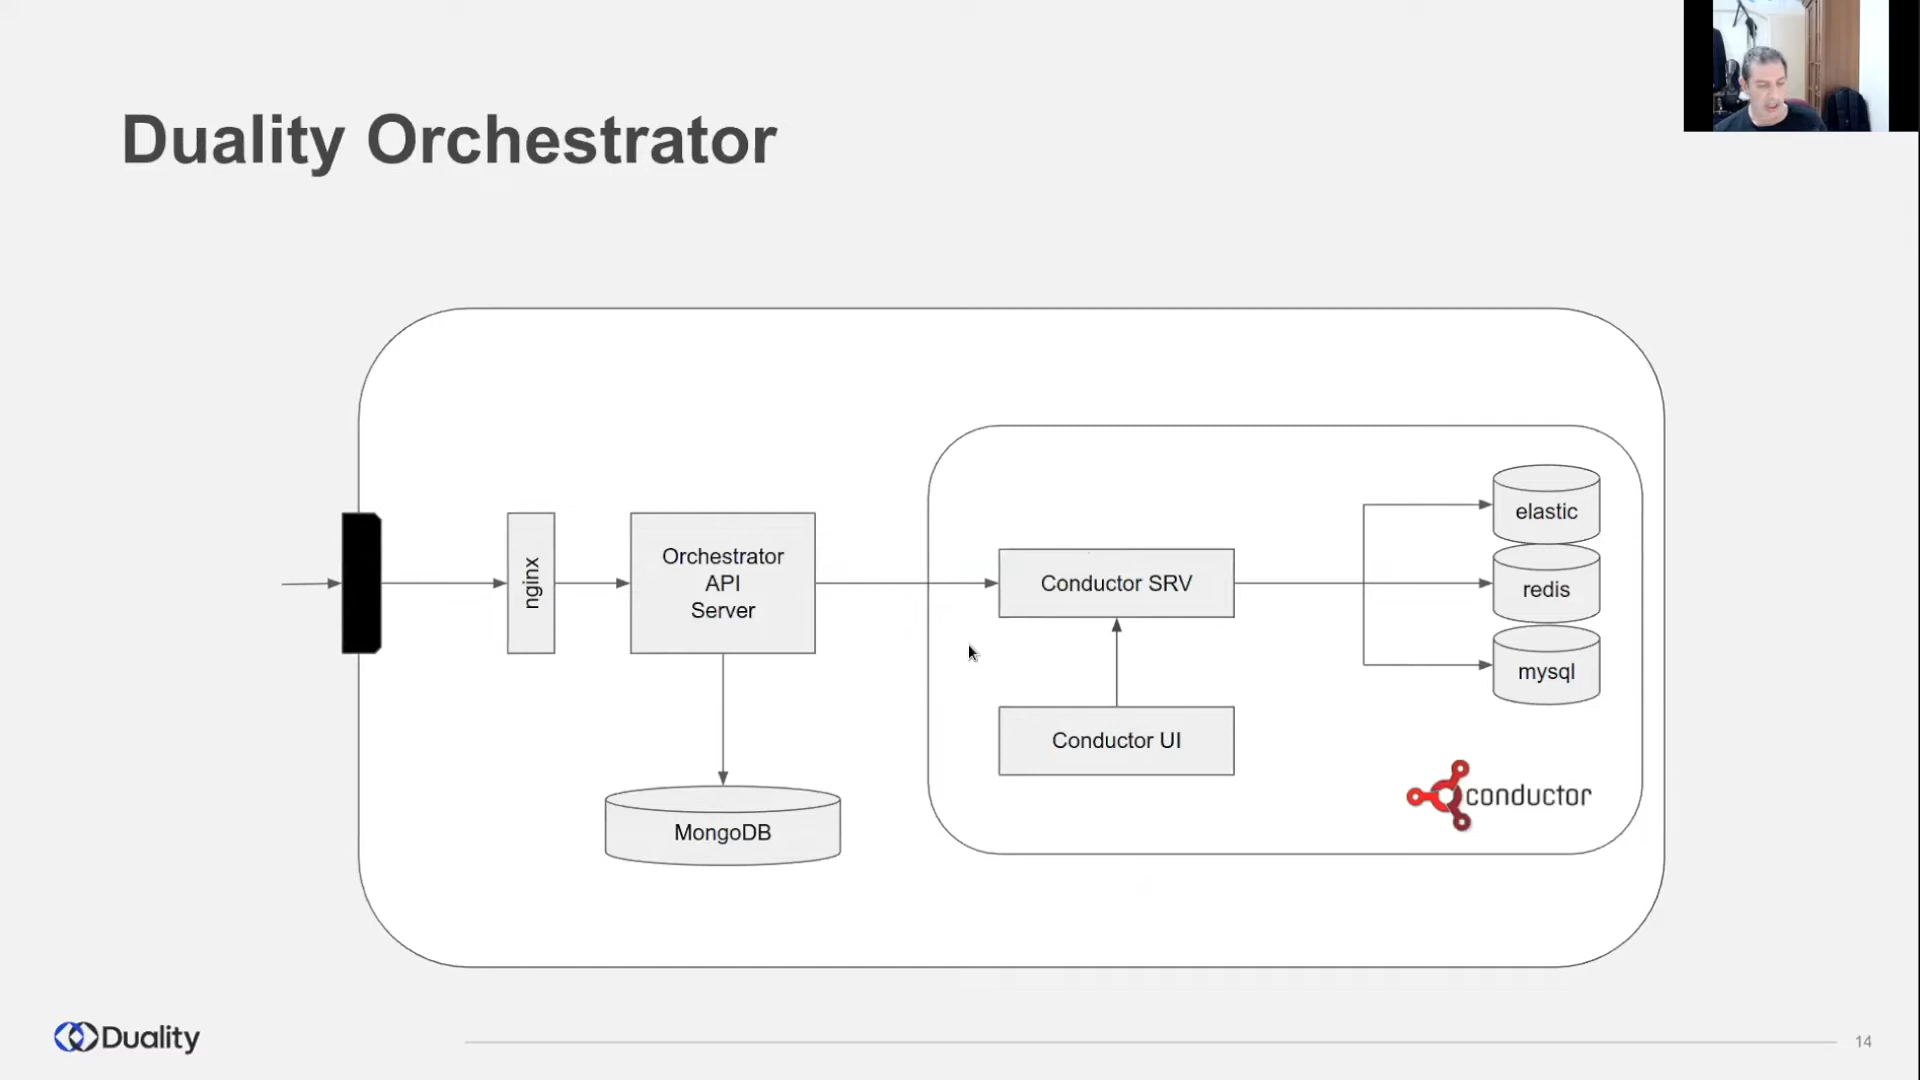 Duality Orchestrator
nginx
Orchestrator
API
Server
MongoDB
Conductor SRV
Conductor UI
elastic
redis
mysql
conductor
Duality
14